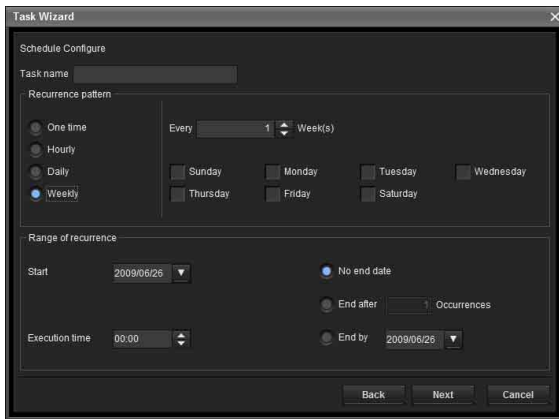 Task Wizard
Schedule Configure
Task name
Recurrence pattern
One time
Hourly
Daily
Weekly
Every 1 Week(s)
Sunday Monday Tuesday Wednesday
Thursday Friday Saturday
Range of recurrence
Start 2009/06/26
No end date
End after 1 Occurrences
Execution time 00:00
End by 2009/06/26
Back Next Cancel